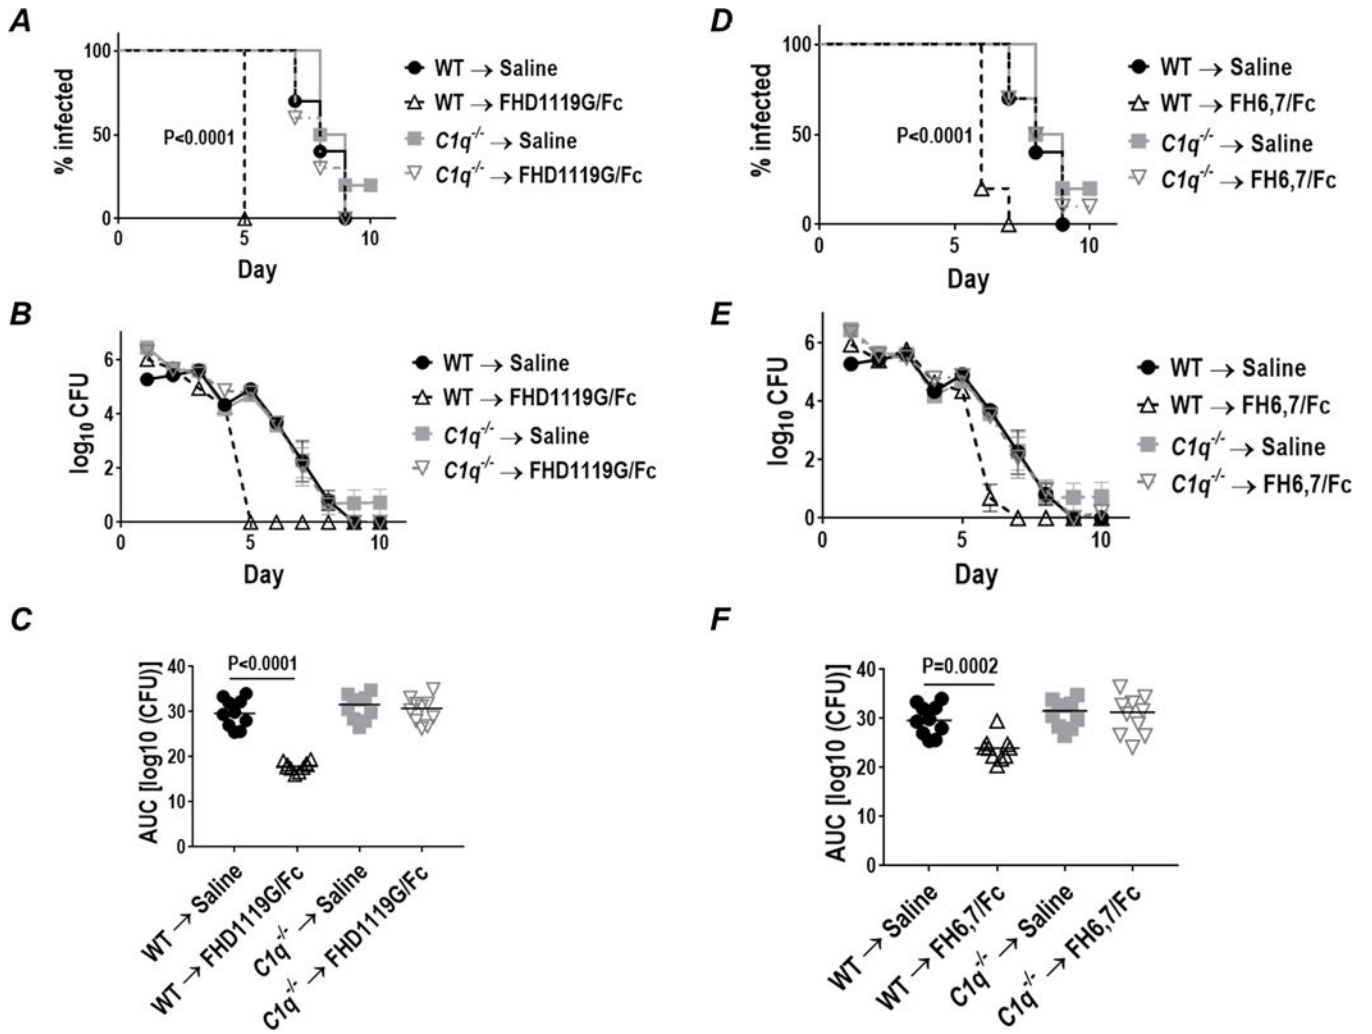 A
% infected
100
50
0
0
5
10
Day
P<0.0001
WT → Saline
WT → FHD1119G/Fc
C1q-/- → Saline
C1q-/- → FHD1119G/Fc
D
% infected
100
50
0
0
5
10
Day
P<0.0001
WT → Saline
WT → FH6,7/Fc
C1q-/- → Saline
C1q-/- → FH6,7/Fc
B
log10 CFU
6
4
2
0
0
5
10
Day
WT → Saline
WT → FHD1119G/Fc
C1q-/- → Saline
C1q-/- → FHD1119G/Fc
E
log10 CFU
6
4
2
0
0
5
10
Day
WT → Saline
WT → FH6,7/Fc
C1q-/- → Saline
C1q-/- → FH6,7/Fc
C
AUC [log10 (CFU)]
40
30
20
10
0
P<0.0001
WT → Saline
WT → FHD1119G/Fc
C1q-/- → Saline
C1q-/- → FHD1119G/Fc
F
AUC [log10 (CFU)]
40
30
20
10
0
P=0.0002
WT → Saline
WT → FH6,7/Fc
C1q-/- → Saline
C1q-/- → FH6,7/Fc